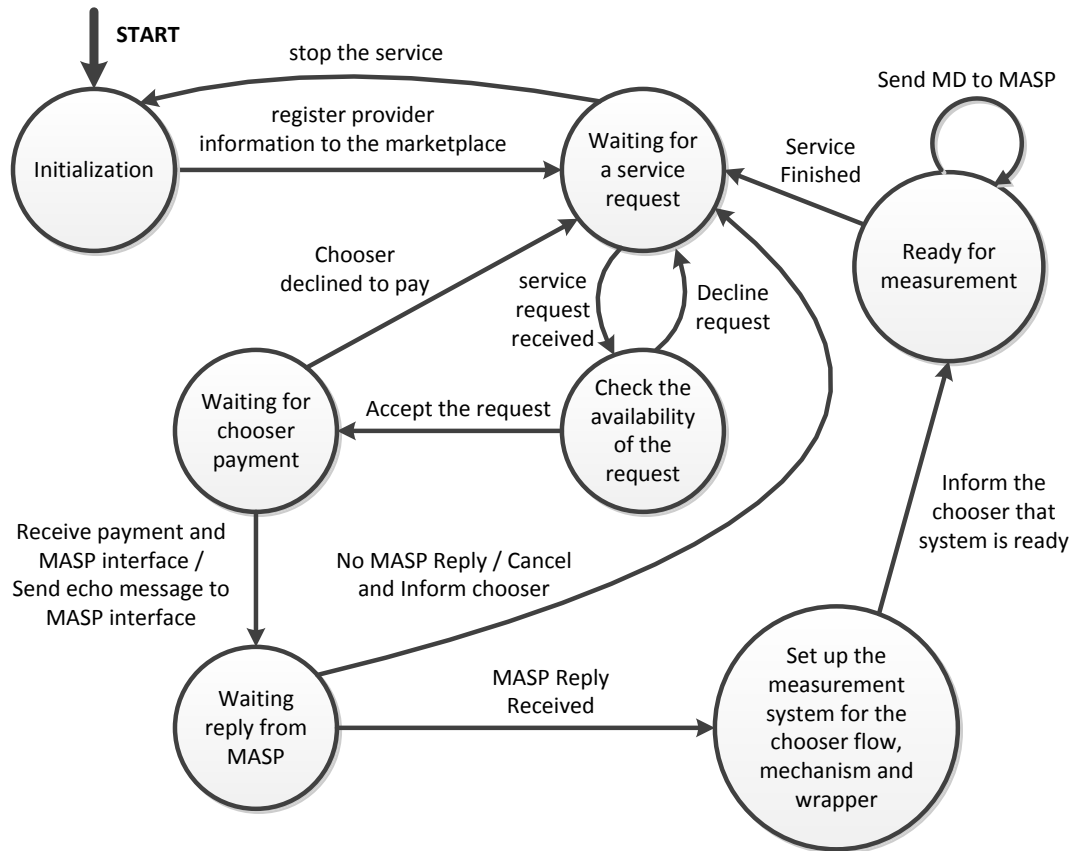 START
stop the service
Send MD to MASP
register provider
information to the marketplace
Initialization
Waiting for
a service
request
Service
Finished
Ready for
measurement
Chooser
declined to pay
service
request
received
Decline
request
Waiting for
chooser
payment
Accept the request
Check the
availability
of the
request
Inform the
chooser that
system is ready
Receive payment and
MASP interface /
Send echo message to
MASP interface
No MASP Reply / Cancel
and Inform chooser
Waiting
reply from
MASP
MASP Reply
Received
Set up the
measurement
system for the
chooser flow,
mechanism and
wrapper